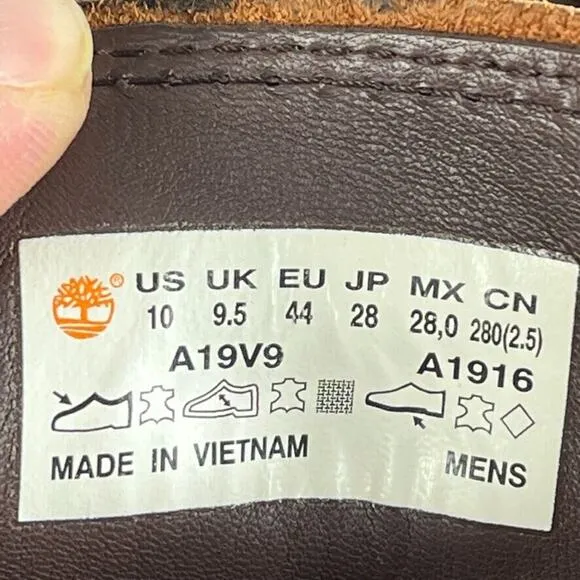 ® US UK EU JP MX CN
10 9.5 44 28 28,0 280(2.5)
A19V9 A1916
MADE IN VIETNAM MENS